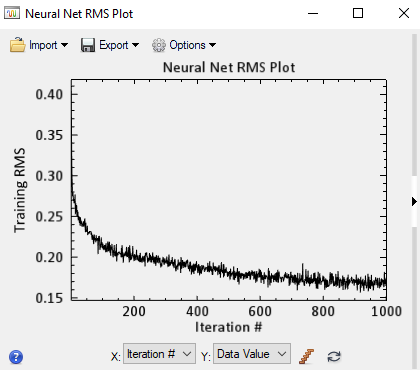 Neural Net RMS Plot
Import Export Options
Neural Net RMS Plot
0.40
0.35
0.30
0.25
0.20
0.15
Training RMS
200 400 600 800 1000
Iteration #
? X: Iteration # Y: Data Value